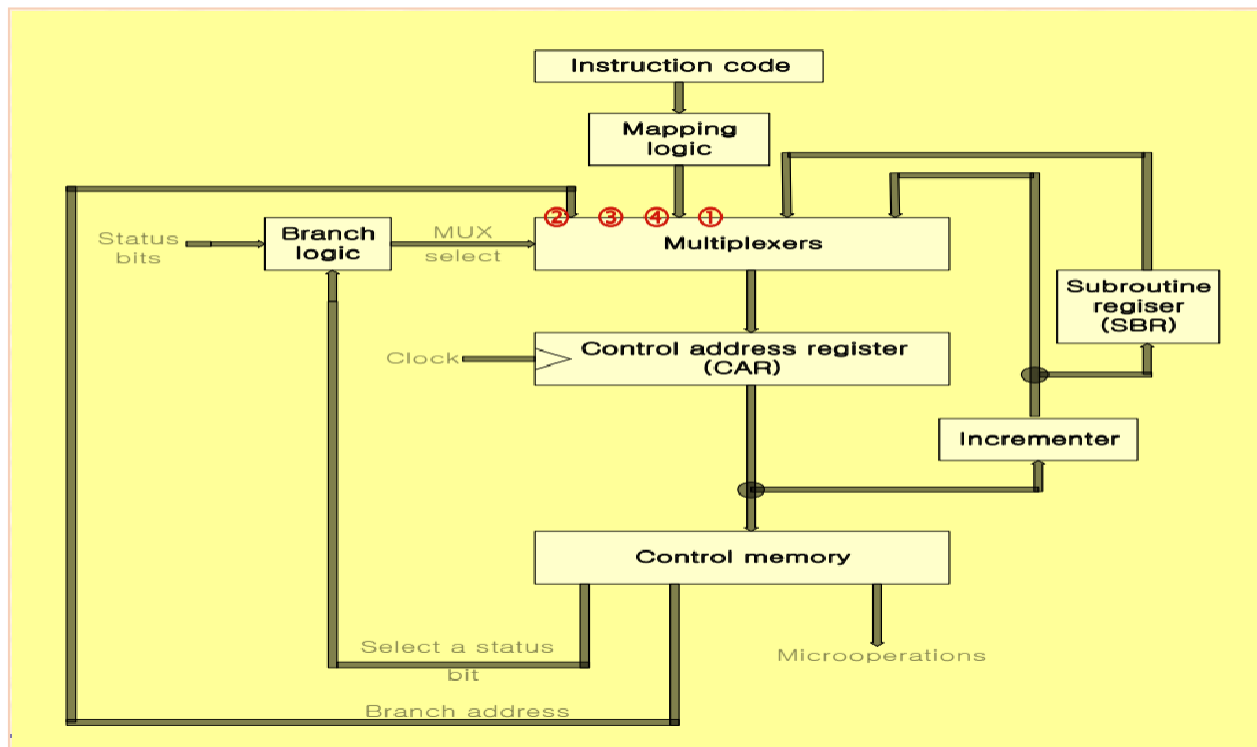 Instruction code
Mapping
logic
② ③ ④ ①
Multiplexers
Branch
logic
Status
bits
MUX
select
Subroutine
regiser
(SBR)
Control address register
(CAR)
Clock
Incrementer
Control memory
Select a status
bit
Microoperations
Branch address